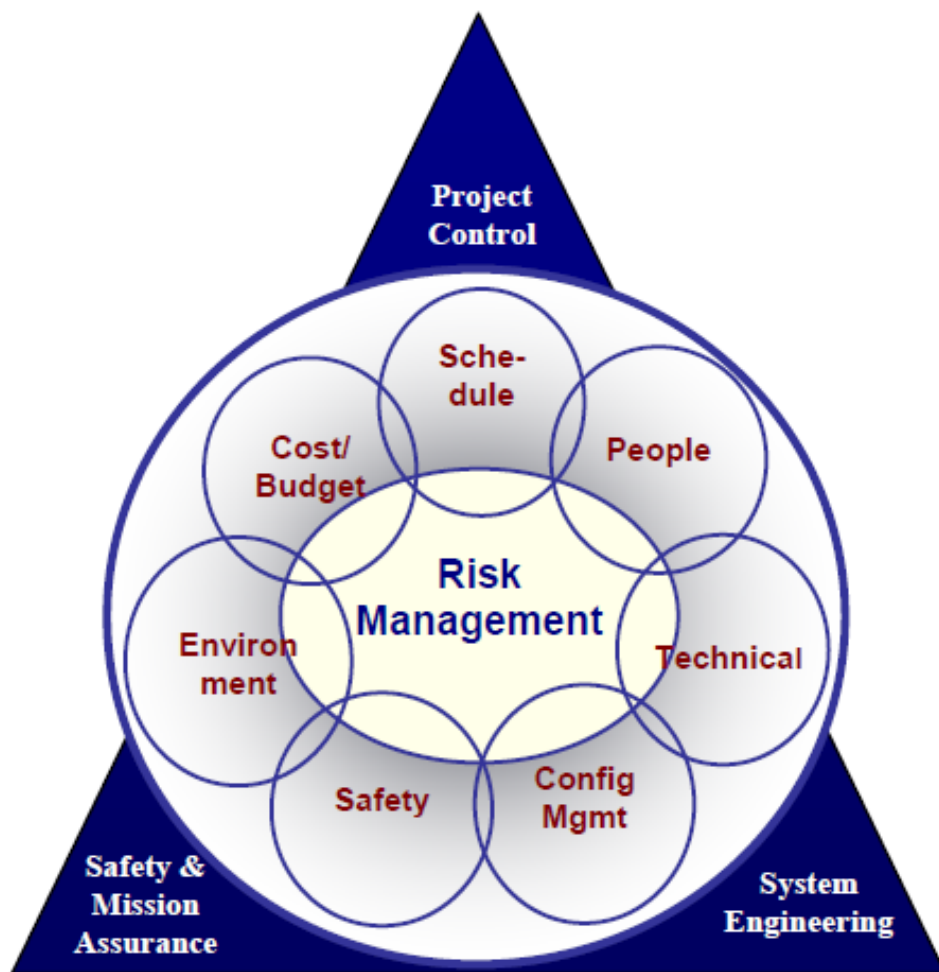 Project
Control
Sche-
dule
Cost/
Budget
People
Risk
Management
Environ
ment
Technical
Safety
Config
Mgmt
Safety &
Mission
Assurance
System
Engineering